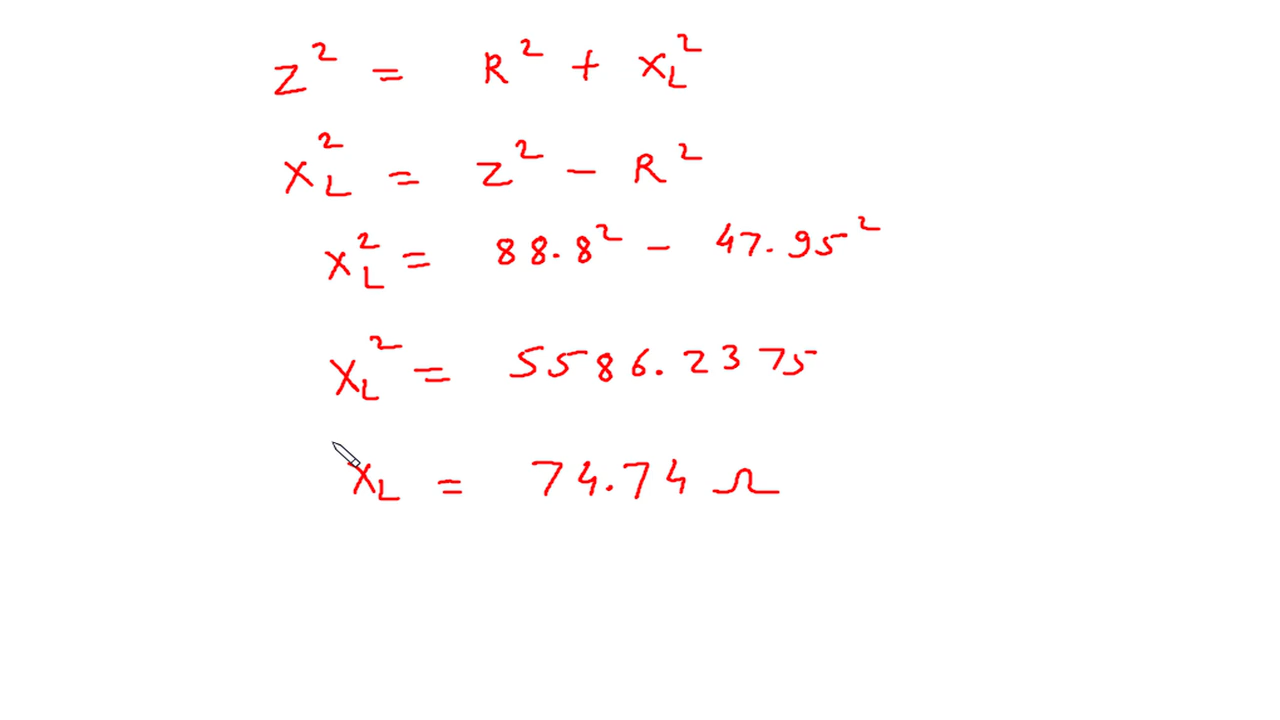 Z² = R² + X_L²
X_L² = Z² - R²
X_L² = 88.8² - 47.95²
X_L² = 5586.2375
X_L = 74.74 Ω